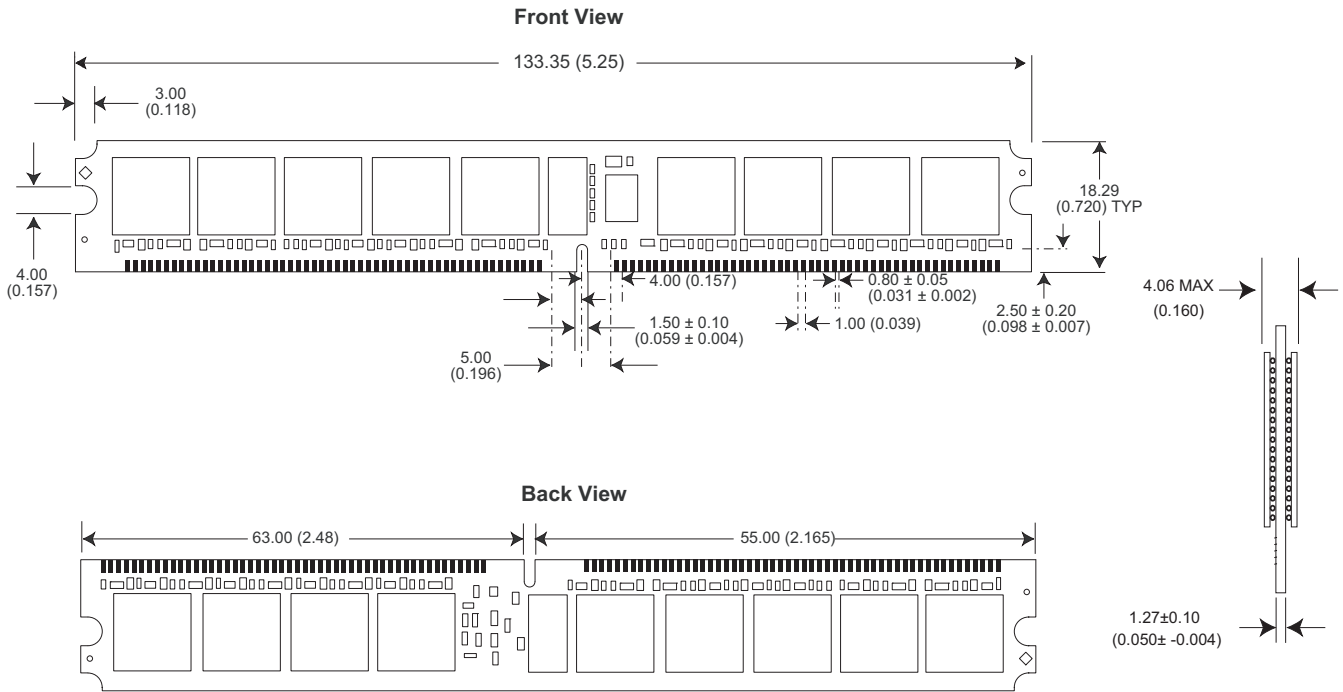 Front View
133.35 (5.25)
3.00
(0.118)
18.29
(0.720) TYP
4.00
(0.157)
4.00 (0.157)
0.80 ± 0.05
(0.031 ± 0.002)
2.50 ± 0.20
(0.098 ± 0.007)
4.06 MAX
(0.160)
1.50 ± 0.10
(0.059 ± 0.004)
1.00 (0.039)
5.00
(0.196)
Back View
63.00 (2.48)
55.00 (2.165)
1.27±0.10
(0.050± -0.004)